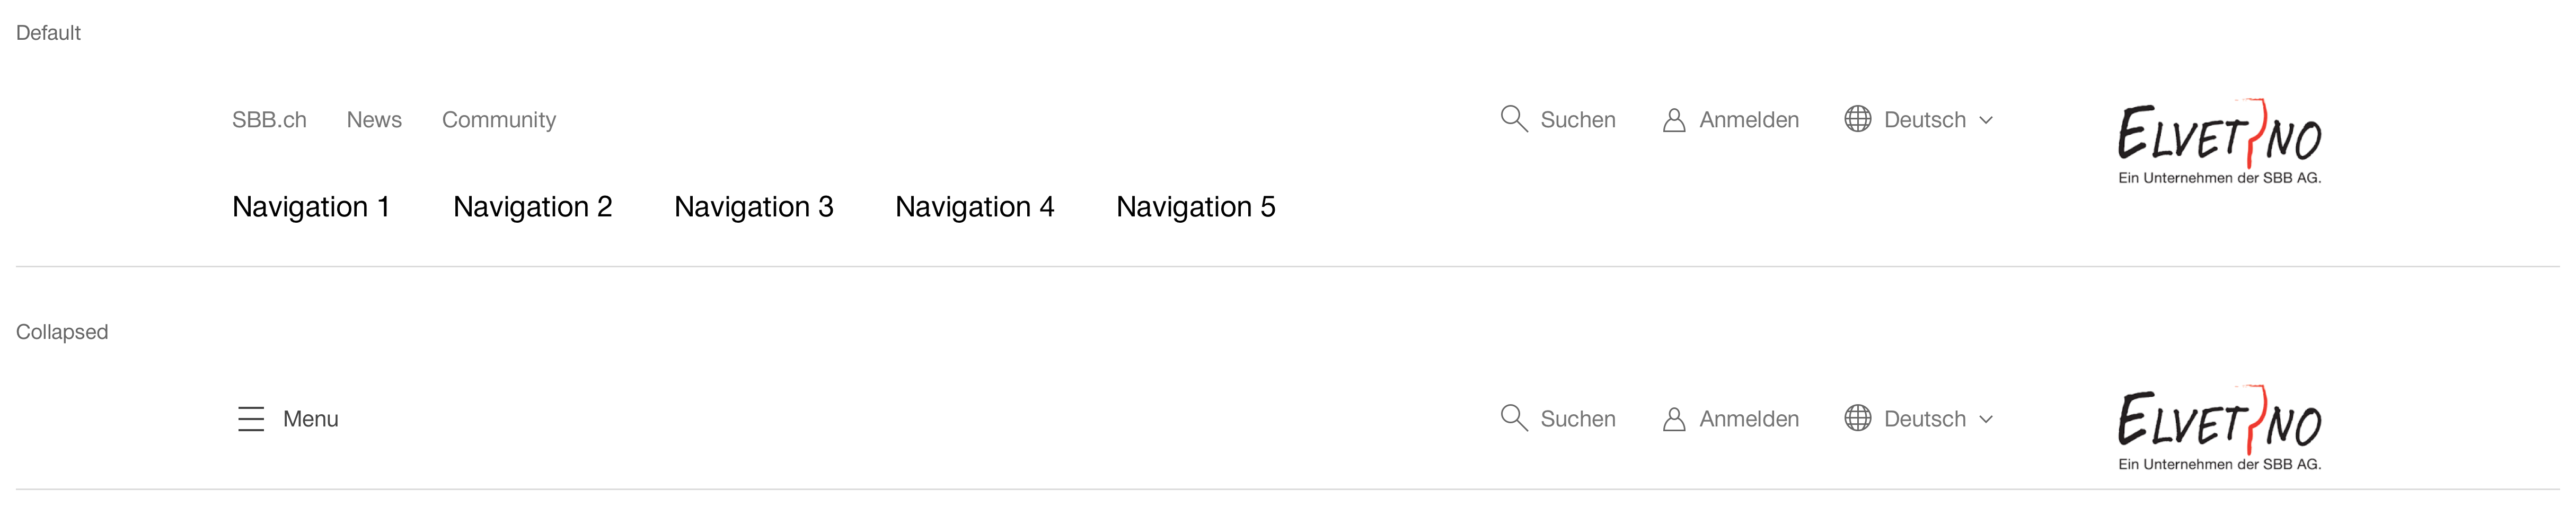 Default
SBB.ch News Community Suchen Anmelden Deutsch
ELVETINO
Ein Unternehmen der SBB AG.
Navigation 1 Navigation 2 Navigation 3 Navigation 4 Navigation 5
Collapsed
Menu Suchen Anmelden Deutsch
ELVETINO
Ein Unternehmen der SBB AG.